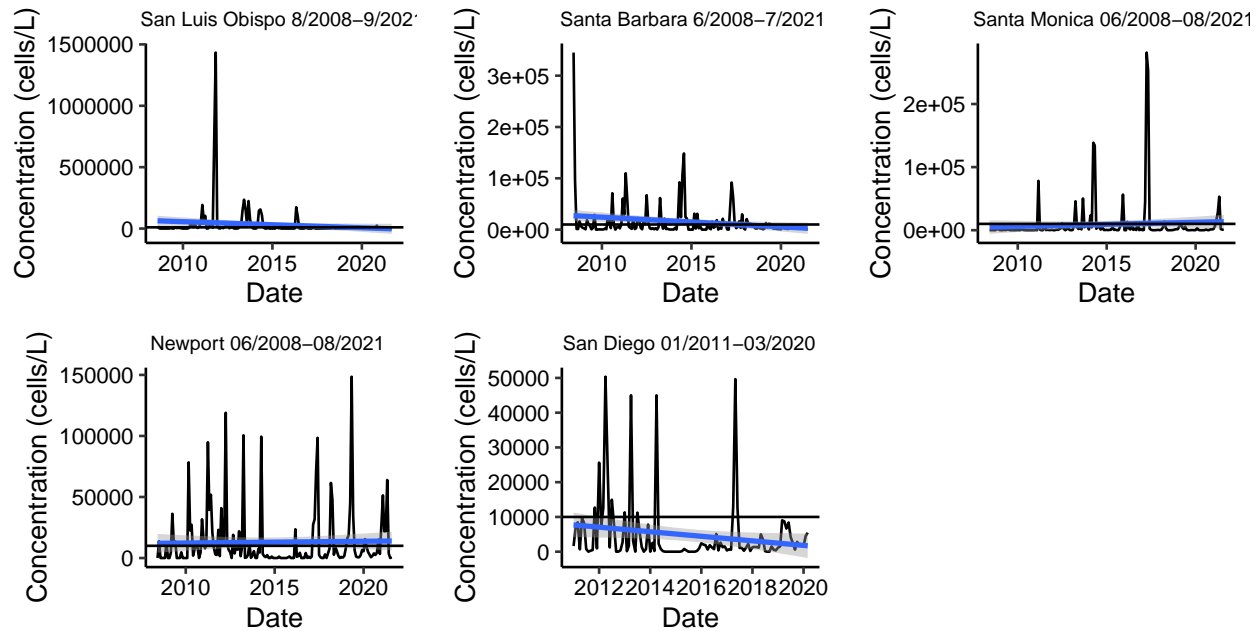 San Luis Obispo 8/2008–9/202
Concentration (cells/L)
1500000
1000000
500000
0
2010
2015
2020
Date
Santa Barbara 6/2008–7/2021
Concentration (cells/L)
3e+05
2e+05
1e+05
0e+00
2010
2015
2020
Date
Santa Monica 06/2008–08/2021
Concentration (cells/L)
2e+05
1e+05
0e+00
2010
2015
2020
Date
Newport 06/2008–08/2021
Concentration (cells/L)
150000
100000
50000
0
2010
2015
2020
Date
San Diego 01/2011–03/2020
Concentration (cells/L)
50000
40000
30000
20000
10000
0
2012
2014
2016
2018
2020
Date